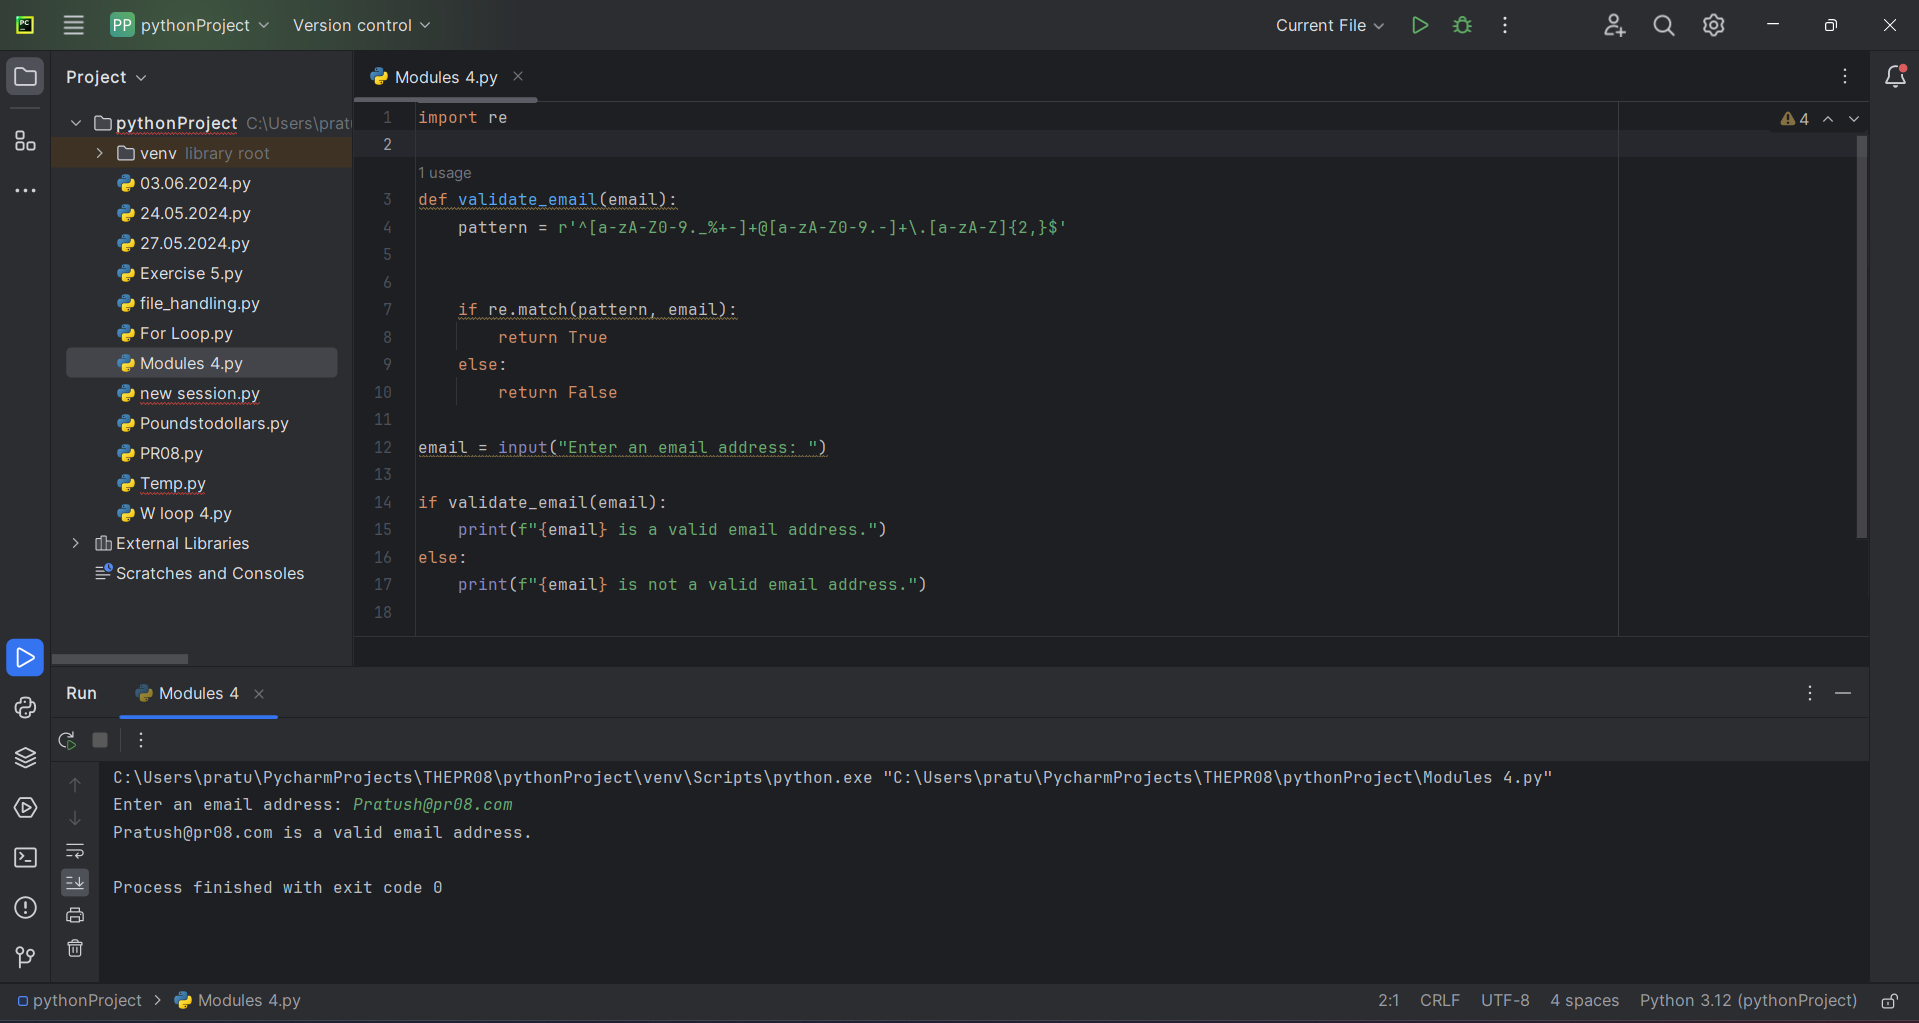 PP pythonProject Version control Current File
Project
Modules 4.py
pythonProject C:\Users\prat
venv library root
03.06.2024.py
24.05.2024.py
27.05.2024.py
Exercise 5.py
file_handling.py
For Loop.py
Modules 4.py
new session.py
Poundstodollars.py
PR08.py
Temp.py
W loop 4.py
External Libraries
Scratches and Consoles
4
1 import re
2
1 usage
3 def validate_email(email):
4 pattern = r'^[a-zA-Z0-9._%+-]+@[a-zA-Z0-9.-]+\.[a-zA-Z]{2,}$'
5
6
7 if re.match(pattern, email):
8 return True
9 else:
10 return False
11
12 email = input("Enter an email address: ")
13
14 if validate_email(email):
15 print(f"{email} is a valid email address.")
16 else:
17 print(f"{email} is not a valid email address.")
18
Run Modules 4
C:\Users\pratu\PycharmProjects\THEPR08\pythonProject\venv\Scripts\python.exe "C:\Users\pratu\PycharmProjects\THEPR08\pythonProject\Modules 4.py"
Enter an email address: Pratush@pr08.com
Pratush@pr08.com is a valid email address.
Process finished with exit code 0
pythonProject > Modules 4.py 2:1 CRLF UTF-8 4 spaces Python 3.12 (pythonProject)